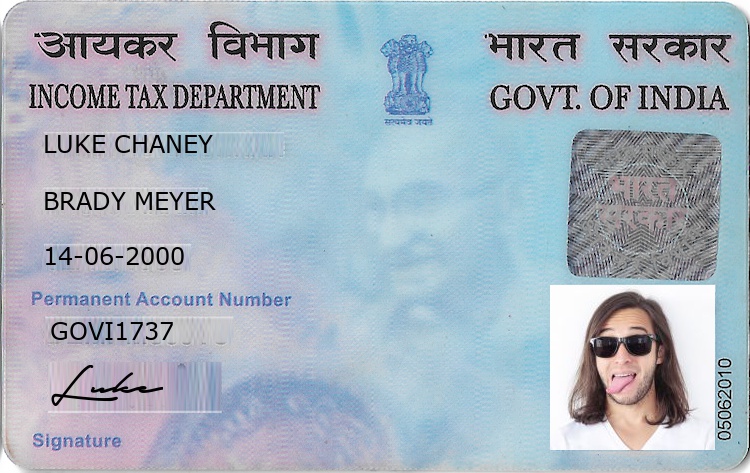 आयकर विभाग
भारत सरकार
INCOME TAX DEPARTMENT
GOVT. OF INDIA
सत्यमेव जयते
LUKE CHANEY
भारत
सरकार
BRADY MEYER
14-06-2000
Permanent Account Number
GOVI1737
Luke
Signature
05062010